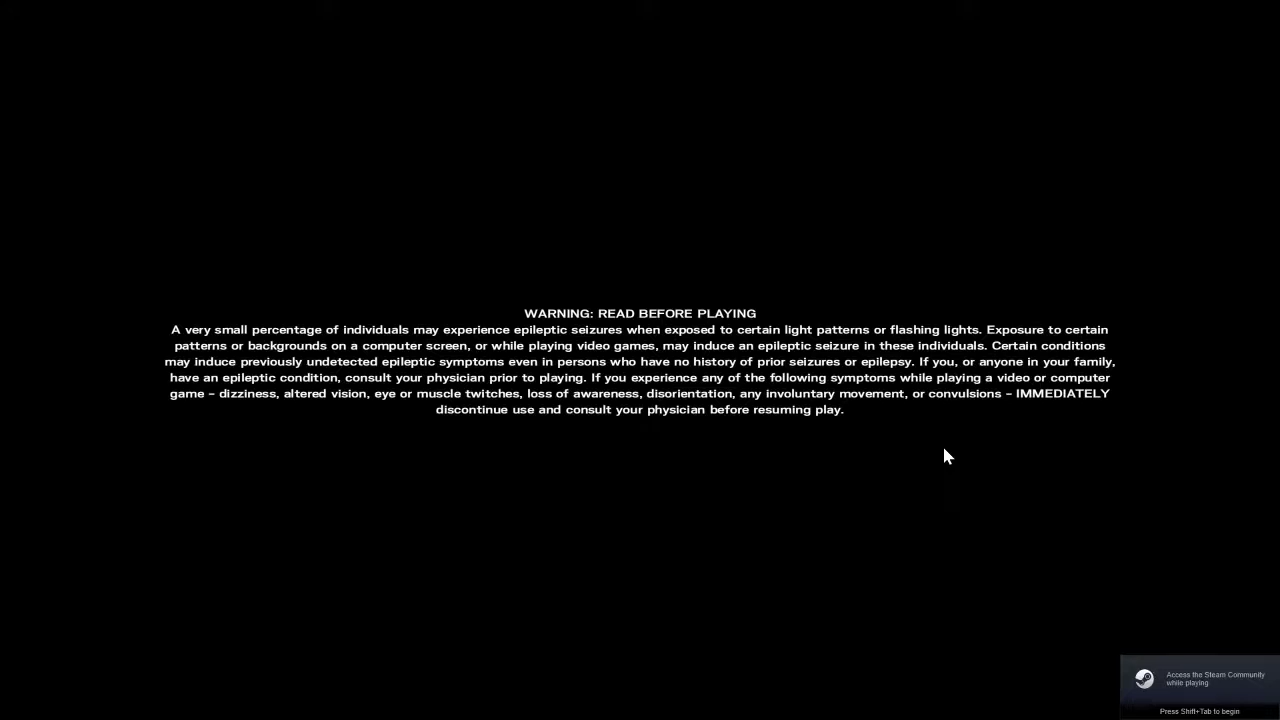 WARNING: READ BEFORE PLAYING
A very small percentage of individuals may experience epileptic seizures when exposed to certain light patterns or flashing lights. Exposure to certain
patterns or backgrounds on a computer screen, or while playing video games, may induce an epileptic seizure in these individuals. Certain conditions
may induce previously undetected epileptic symptoms even in persons who have no history of prior seizures or epilepsy. If you, or anyone in your family,
have an epileptic condition, consult your physician prior to playing. If you experience any of the following symptoms while playing a video or computer
game – dizziness, altered vision, eye or muscle twitches, loss of awareness, disorientation, any involuntary movement, or convulsions – IMMEDIATELY
discontinue use and consult your physician before resuming play.
Access the Steam Community
while playing
Press Shift+Tab to begin